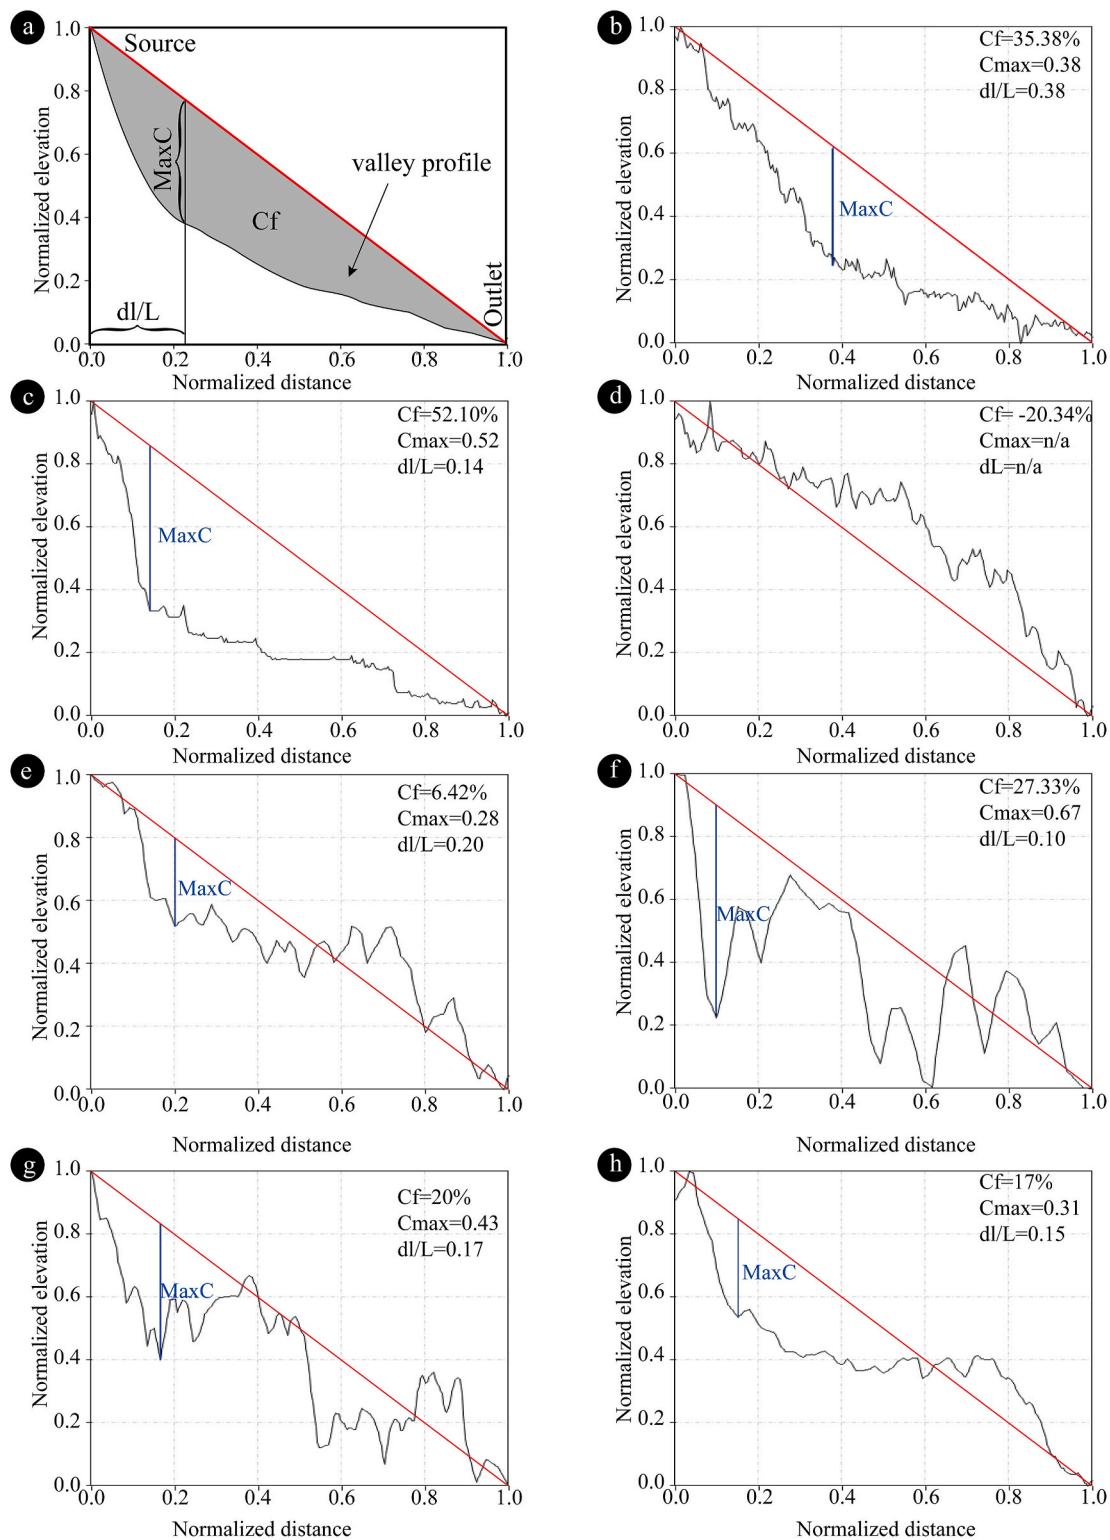 a
1.0
0.8
0.6
0.4
0.2
0.0
Normalized elevation
Source
MaxC
Cf
valley profile
dl/L
Outlet
0.0 0.2 0.4 0.6 0.8 1.0
Normalized distance
b
1.0
0.8
0.6
0.4
0.2
0.0
Normalized elevation
Cf=35.38%
Cmax=0.38
dl/L=0.38
MaxC
0.0 0.2 0.4 0.6 0.8 1.0
Normalized distance
c
1.0
0.8
0.6
0.4
0.2
0.0
Normalized elevation
Cf=52.10%
Cmax=0.52
dl/L=0.14
MaxC
0.0 0.2 0.4 0.6 0.8 1.0
Normalized distance
d
1.0
0.8
0.6
0.4
0.2
0.0
Normalized elevation
Cf= -20.34%
Cmax=n/a
dL=n/a
0.0 0.2 0.4 0.6 0.8 1.0
Normalized distance
e
1.0
0.8
0.6
0.4
0.2
0.0
Normalized elevation
Cf=6.42%
Cmax=0.28
dl/L=0.20
MaxC
0.0 0.2 0.4 0.6 0.8 1.0
Normalized distance
f
1.0
0.8
0.6
0.4
0.2
0.0
Normalized elevation
Cf=27.33%
Cmax=0.67
dl/L=0.10
MaxC
0.0 0.2 0.4 0.6 0.8 1.0
Normalized distance
g
1.0
0.8
0.6
0.4
0.2
0.0
Normalized elevation
Cf=20%
Cmax=0.43
dl/L=0.17
MaxC
0.0 0.2 0.4 0.6 0.8 1.0
Normalized distance
h
1.0
0.8
0.6
0.4
0.2
0.0
Normalized elevation
Cf=17%
Cmax=0.31
dl/L=0.15
MaxC
0.0 0.2 0.4 0.6 0.8 1.0
Normalized distance